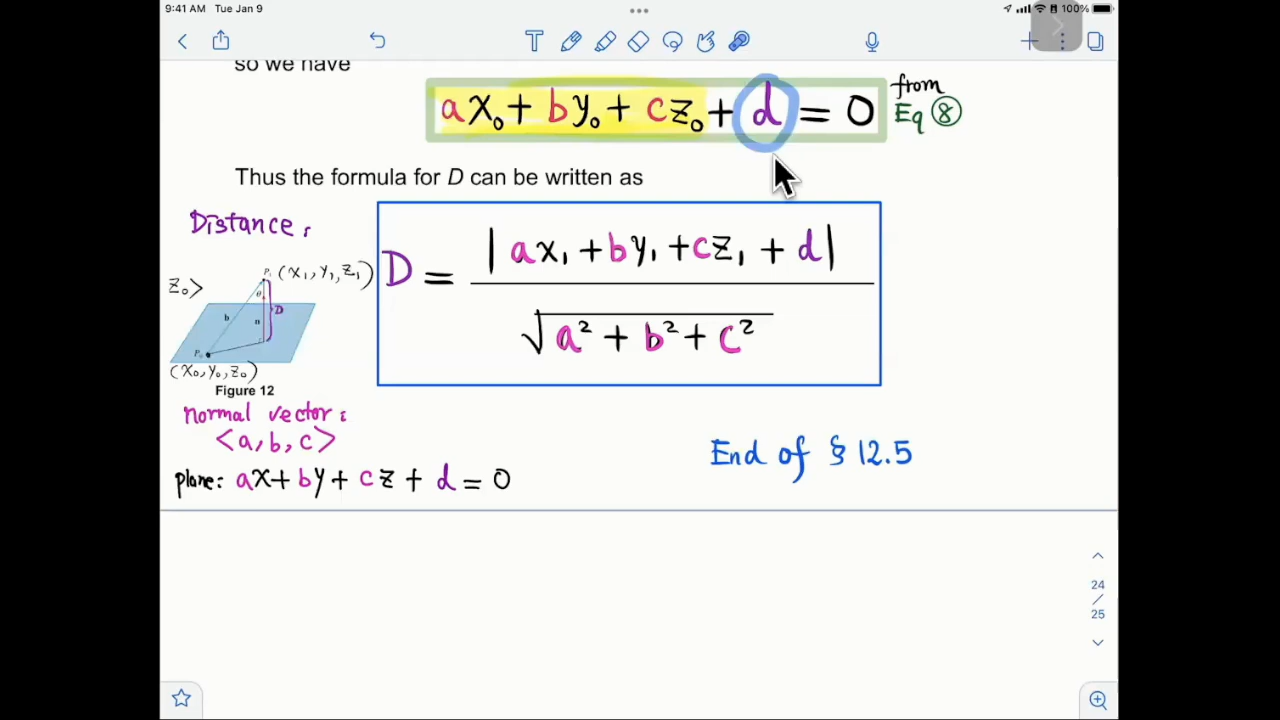 9:41 AM Tue Jan 9
100%
so we have
ax₀ + by₀ + cz₀ + d = 0
from
Eq ⑧
Thus the formula for D can be written as
Distance:
D = |ax₁ + by₁ + cz₁ + d| / √a² + b² + c²
P₁ (x₁, y₁, z₁)
z₀>
θ
D
b
n
P₀
(x₀, y₀, z₀)
Figure 12
normal vector:
<a, b, c>
plane: ax + by + cz + d = 0
End of § 12.5
24
/
25